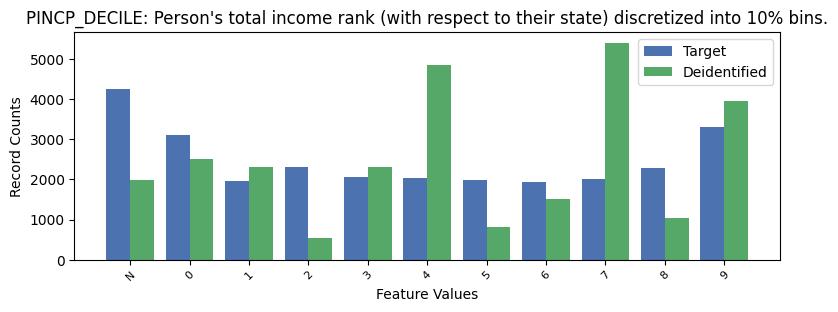 PINCP_DECILE: Person's total income rank (with respect to their state) discretized into 10% bins.
Target
Deidentified
Record Counts
5000
4000
3000
2000
1000
0
N 0 1 2 3 4 5 6 7 8 9
Feature Values